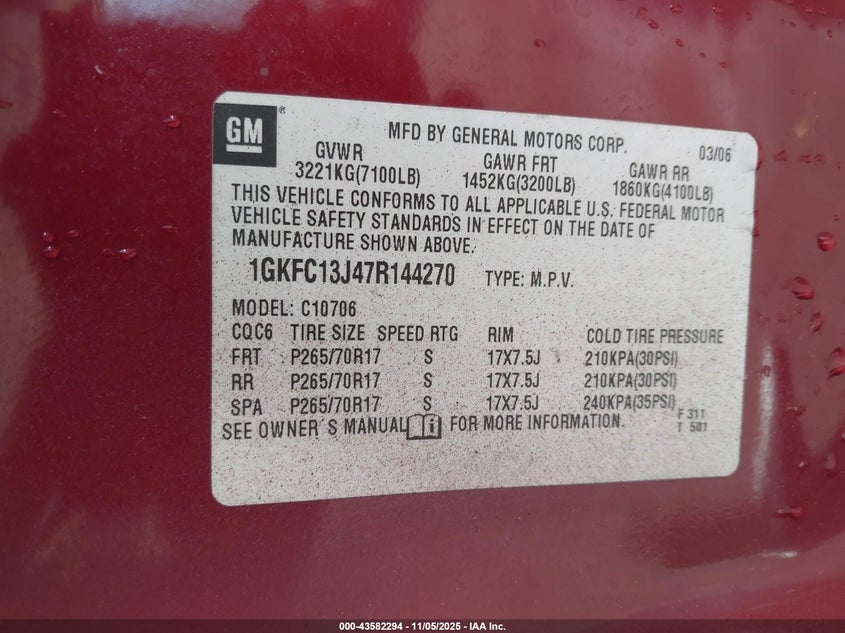 GM
MFD BY GENERAL MOTORS CORP. 03/06
GVWR GAWR FRT GAWR RR
3221KG(7100LB) 1452KG(3200LB) 1860KG(4100LB)
THIS VEHICLE CONFORMS TO ALL APPLICABLE U.S. FEDERAL MOTOR
VEHICLE SAFETY STANDARDS IN EFFECT ON THE DATE OF
MANUFACTURE SHOWN ABOVE.
1GKFC13J47R144270 TYPE: M.P.V.
MODEL: C10706
CQC6 TIRE SIZE SPEED RTG RIM COLD TIRE PRESSURE
FRT P265/70R17 S 17X7.5J 210KPA(30PSI)
RR P265/70R17 S 17X7.5J 210KPA(30PSI)
SPA P265/70R17 S 17X7.5J 240KPA(35PSI)
SEE OWNER'S MANUAL i FOR MORE INFORMATION.
F 311
T 501
000-43582294 - 11/05/2025 - IAA Inc.